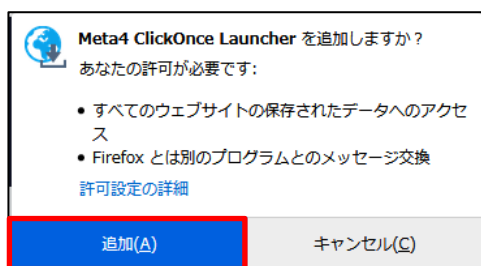 Meta4 ClickOnce Launcher を追加しますか？
あなたの許可が必要です:
• すべてのウェブサイトの保存されたデータへのアクセ
ス
• Firefox とは別のプログラムとのメッセージ交換
許可設定の詳細
追加(A)
キャンセル(C)